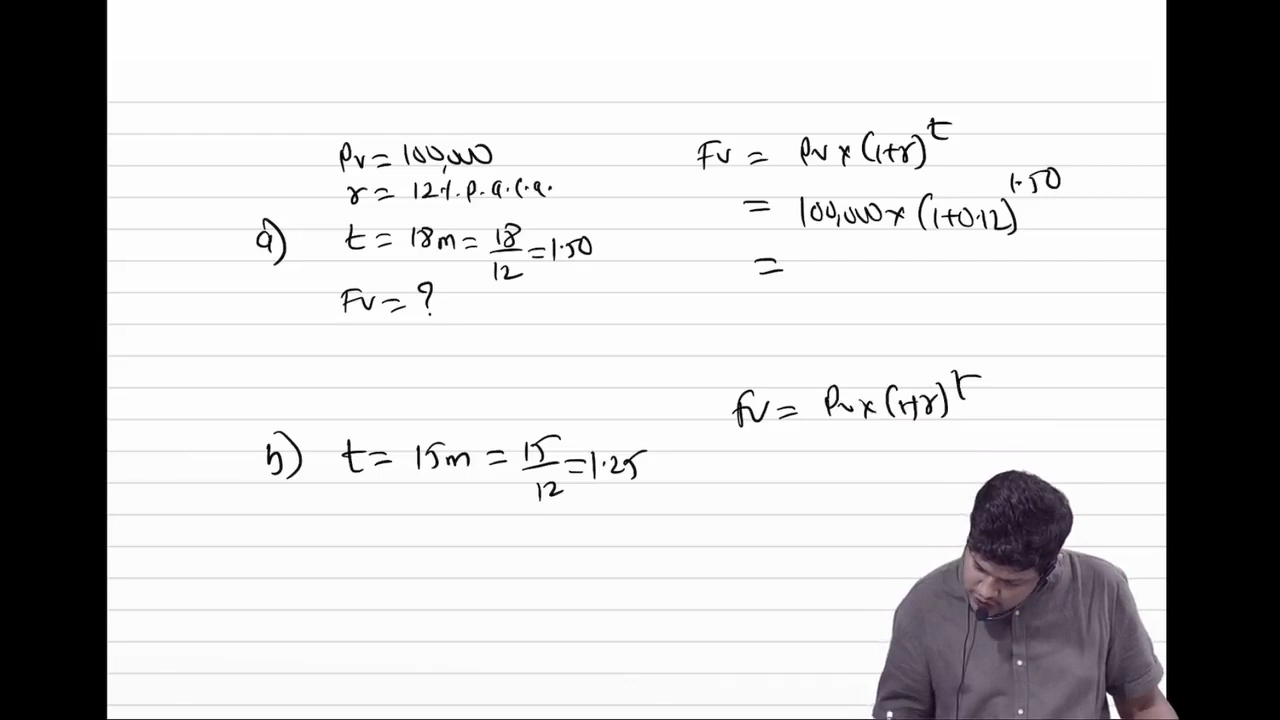 PV = 100,000
r = 12%. p.a.c.a.
a) t = 18m = 18/12 = 1.50
FV = ?
FV = PV × (1+r)^t
= 100,000 × (1+0.12)^1.50
=
b) t = 15m = 15/12 = 1.25
FV = PV × (1+r)^t